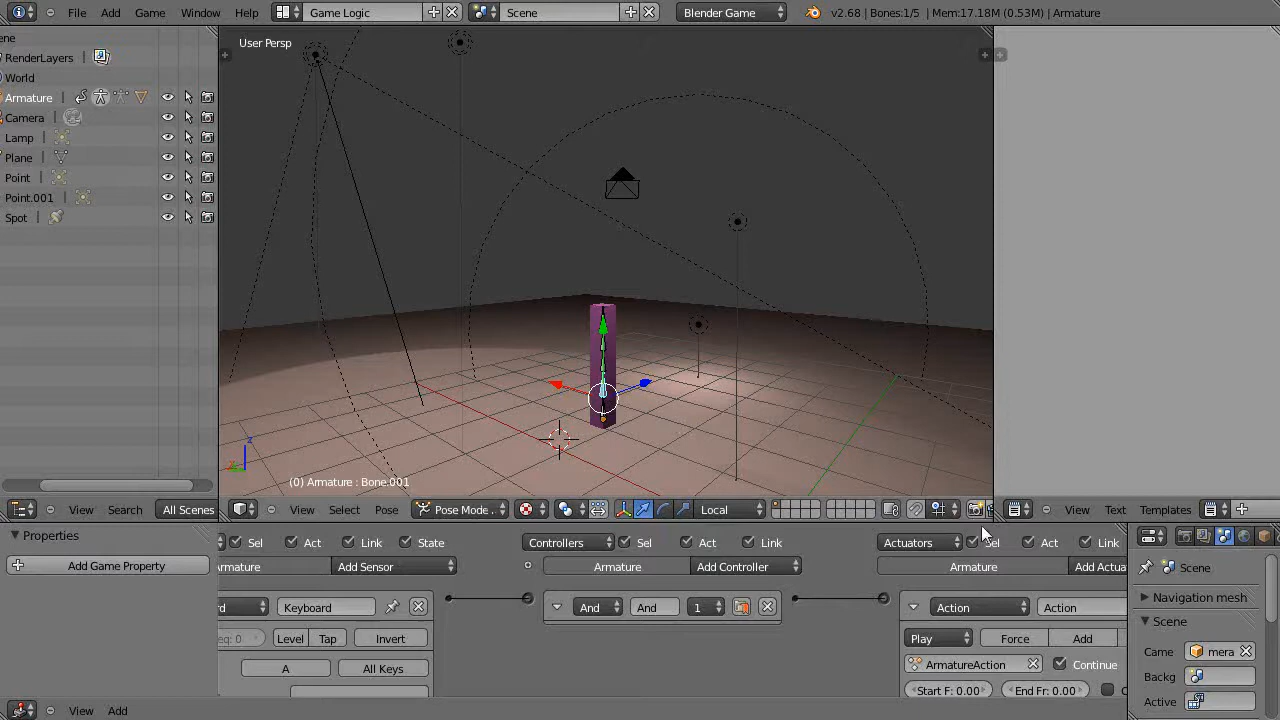 File Add Game Window Help Game Logic Scene Blender Game v2.68 | Bones:1/5 | Mem:17.18M (0.53M) | Armature
ene
RenderLayers |
World
Armature |
Camera |
Lamp |
Plane |
Point |
Point.001 |
Spot |
User Persp
z
(0) Armature : Bone.001
View Search All Scenes
View Select Pose Pose Mode Local
View Text Templates
Properties
Add Game Property
Sel Act Link State
rmature Add Sensor
rd Keyboard
eq: 0 Level Tap Invert
A All Keys
Controllers Sel Act Link
Armature Add Controller
And And 1
Actuators Sel Act Link
Armature Add Actua
Action Action
Play Force Add
ArmatureAction Continue
Start F: 0.00 End Fr: 0.00 C
Scene
Navigation mesh
Scene
Came mera
Backg
Active
View Add